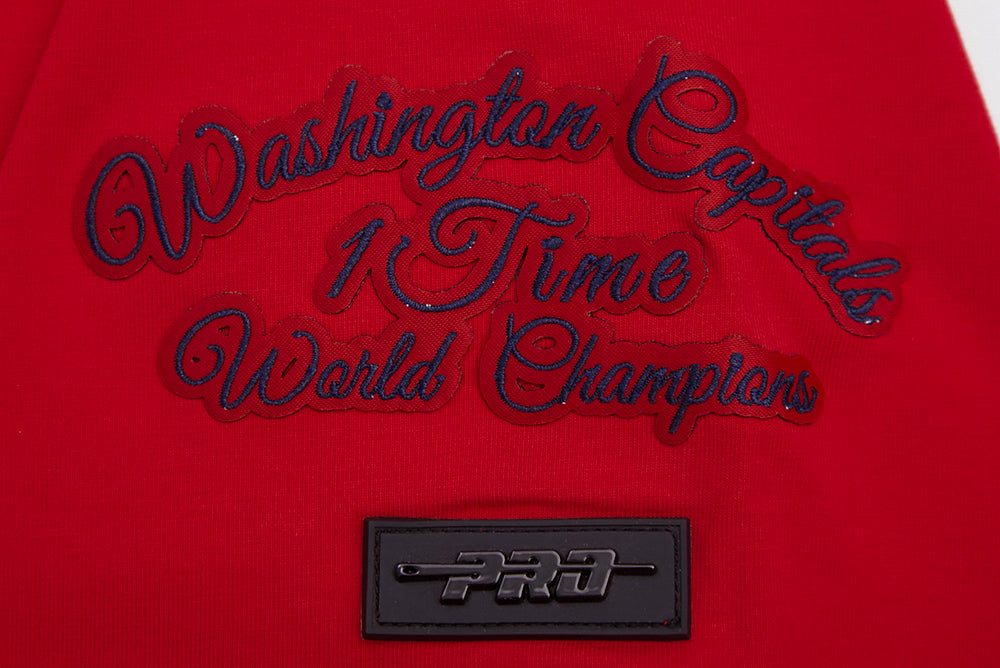 Washington Capitals
1 Time
World Champions
PRO